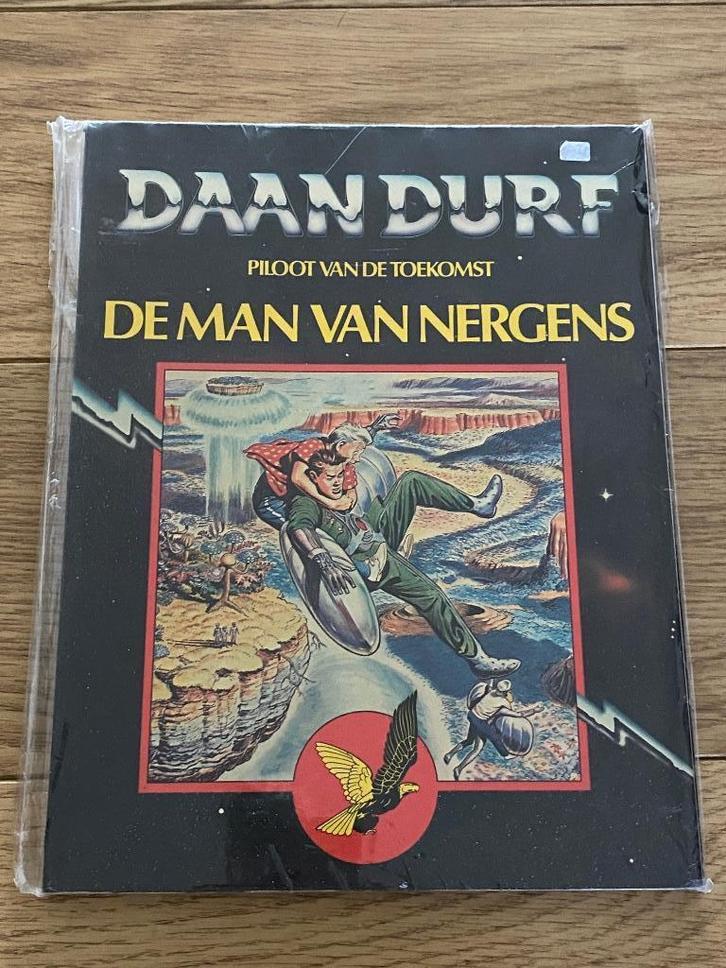 DAAN DURF
PILOOT VAN DE TOEKOMST
DE MAN VAN NERGENS